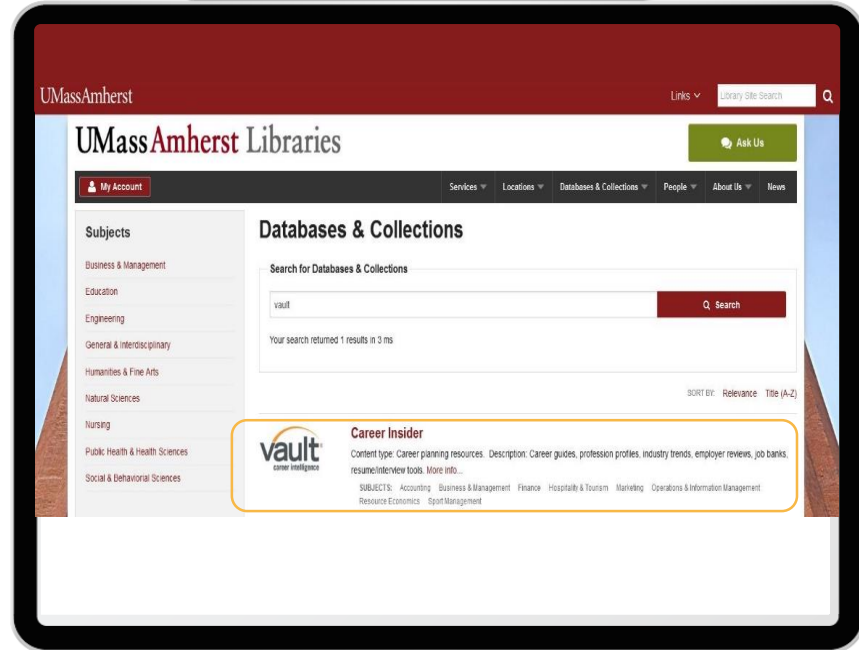 UMassAmherst
Links
Library Site Search
UMassAmherst Libraries
Ask Us
My Account
Services
Locations
Databases & Collections
People
About Us
News
Subjects
Business & Management
Education
Engineering
General & Interdisciplinary
Humanities & Fine Arts
Natural Sciences
Nursing
Public Health & Health Sciences
Social & Behaviorial Sciences
Databases & Collections
Search for Databases & Collections
vault
Search
Your search returned 1 results in 3 ms
SORT BY: Relevance Title (A-Z)
vault
career intelligence
Career Insider
Content type: Career planning resources. Description: Career guides, profession profiles, industry trends, employer reviews, job banks,
resume/interview tools. More info...
SUBJECTS: Accounting Business & Management Finance Hospitality & Tourism Marketing Operations & Information Management
Resource Economics Sport Management